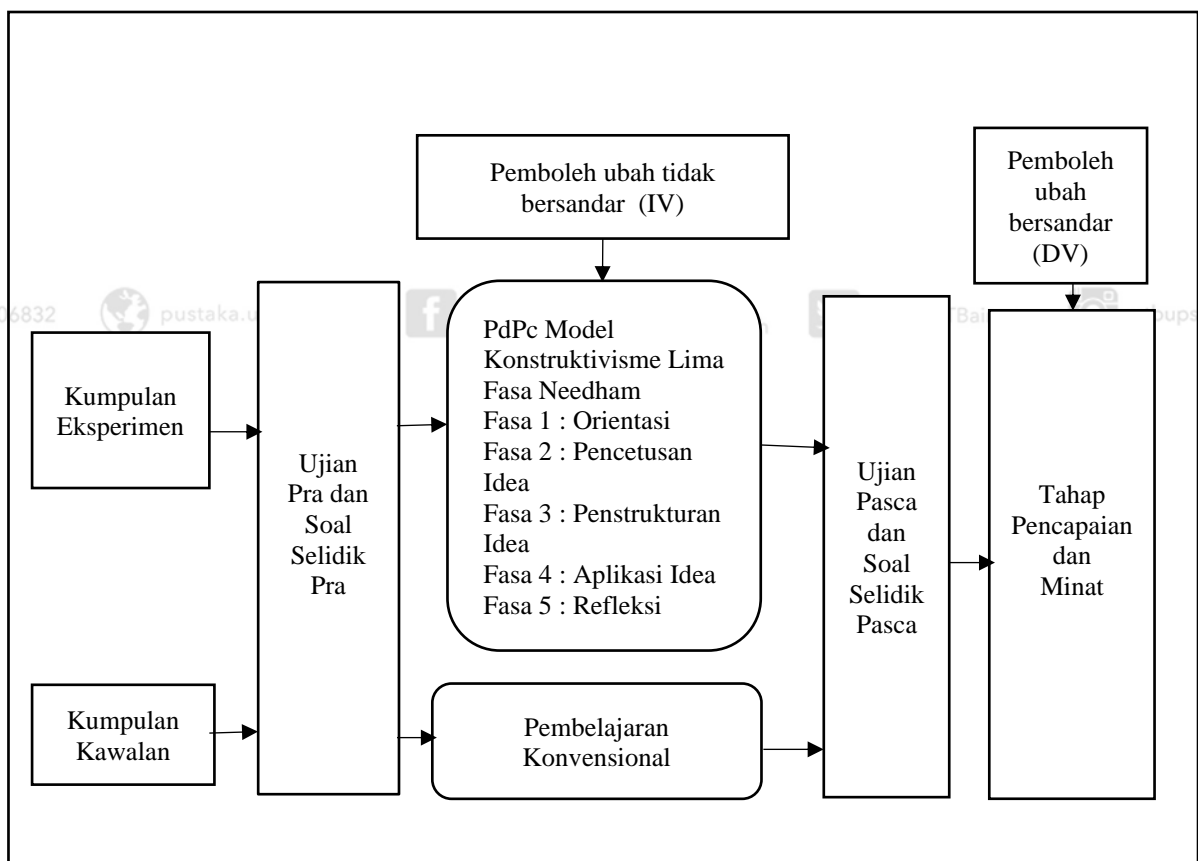 Pemboleh ubah tidak
bersandar (IV)
Pemboleh
ubah
bersandar
(DV)
06832
pustaka.u
Kumpulan
Eksperimen
Ujian
Pra dan
Soal
Selidik
Pra
PdPc Model
Konstruktivisme Lima
Fasa Needham
Fasa 1 : Orientasi
Fasa 2 : Pencetusan
Idea
Fasa 3 : Penstrukturan
Idea
Fasa 4 : Aplikasi Idea
Fasa 5 : Refleksi
Ujian
Pasca
dan
Soal
Selidik
Pasca
Tahap
Pencapaian
dan
Minat
Kumpulan
Kawalan
Pembelajaran
Konvensional